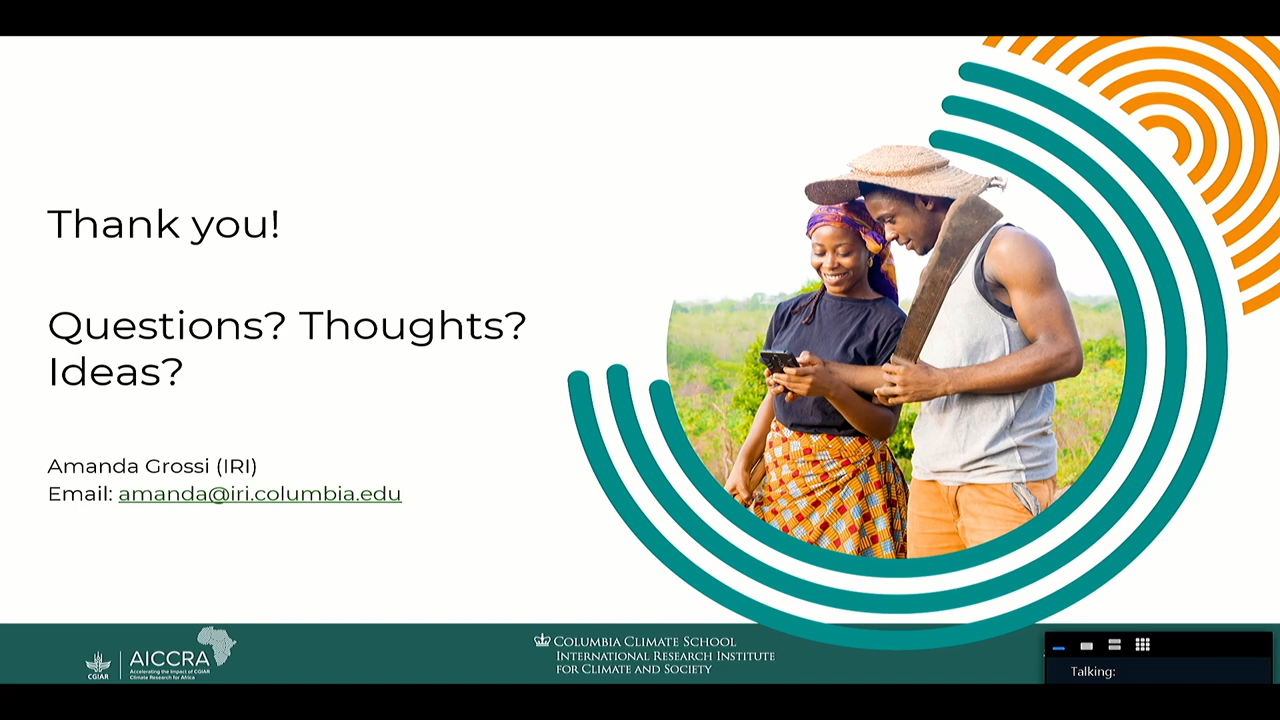 Thank you!
Questions? Thoughts?
Ideas?
Amanda Grossi (IRI)
Email: amanda@iri.columbia.edu
CGIAR
AICCRA
Accelerating the Impact of CGIAR
Climate Research for Africa
COLUMBIA CLIMATE SCHOOL
INTERNATIONAL RESEARCH INSTITUTE
FOR CLIMATE AND SOCIETY
Talking: